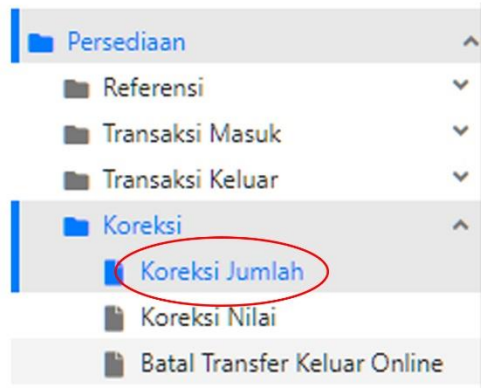 Persediaan
Referensi
Transaksi Masuk
Transaksi Keluar
Koreksi
Koreksi Jumlah
Koreksi Nilai
Batal Transfer Keluar Online